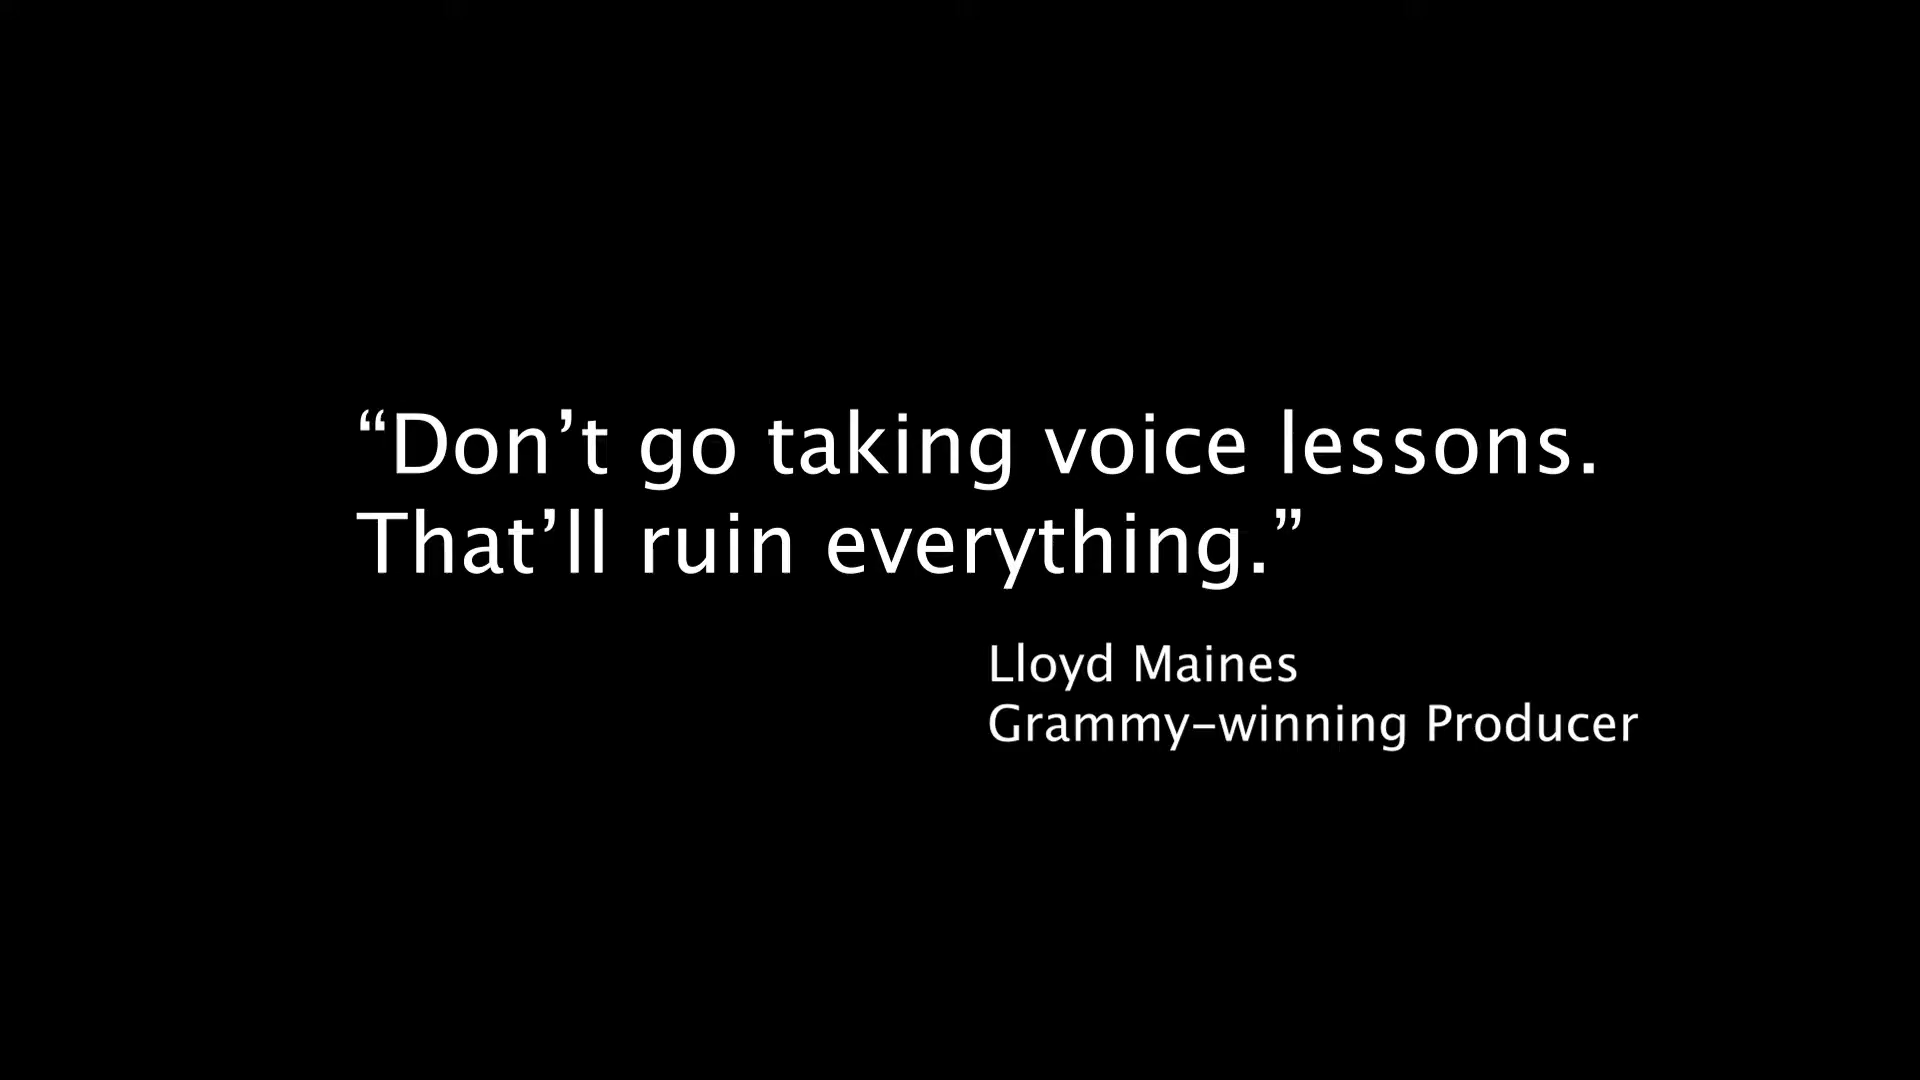 “Don’t go taking voice lessons.
That’ll ruin everything.”
Lloyd Maines
Grammy-winning Producer